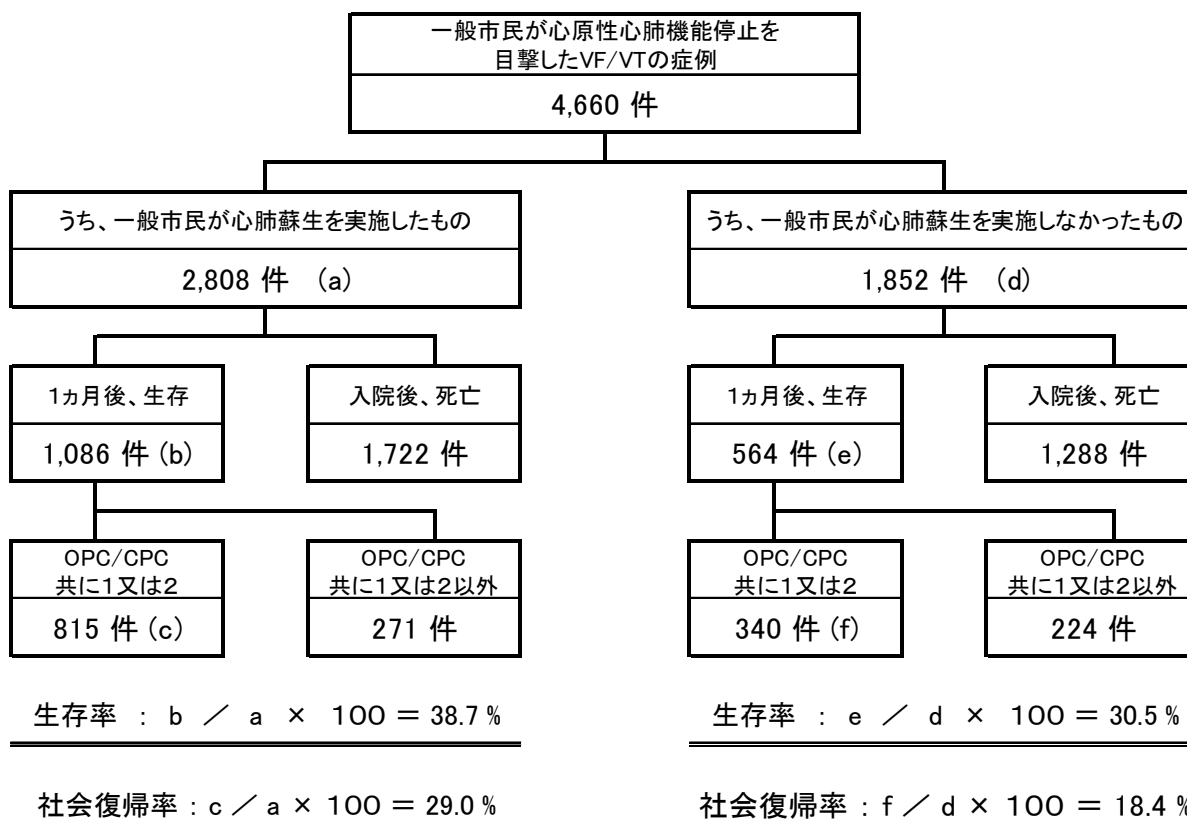 一般市民が心原性心肺機能停止を
目撃したVF/VTの症例
4,660 件
うち、一般市民が心肺蘇生を実施したもの
2,808 件 (a)
うち、一般市民が心肺蘇生を実施しなかったもの
1,852 件 (d)
1ヵ月後、生存
1,086 件 (b)
入院後、死亡
1,722 件
1ヵ月後、生存
564 件 (e)
入院後、死亡
1,288 件
OPC/CPC
共に1又は2
815 件 (c)
OPC/CPC
共に1又は2以外
271 件
OPC/CPC
共に1又は2
340 件 (f)
OPC/CPC
共に1又は2以外
224 件
生存率 : b / a × 100 = 38.7 %
生存率 : e / d × 100 = 30.5 %
社会復帰率 : c / a × 100 = 29.0 %
社会復帰率 : f / d × 100 = 18.4 %